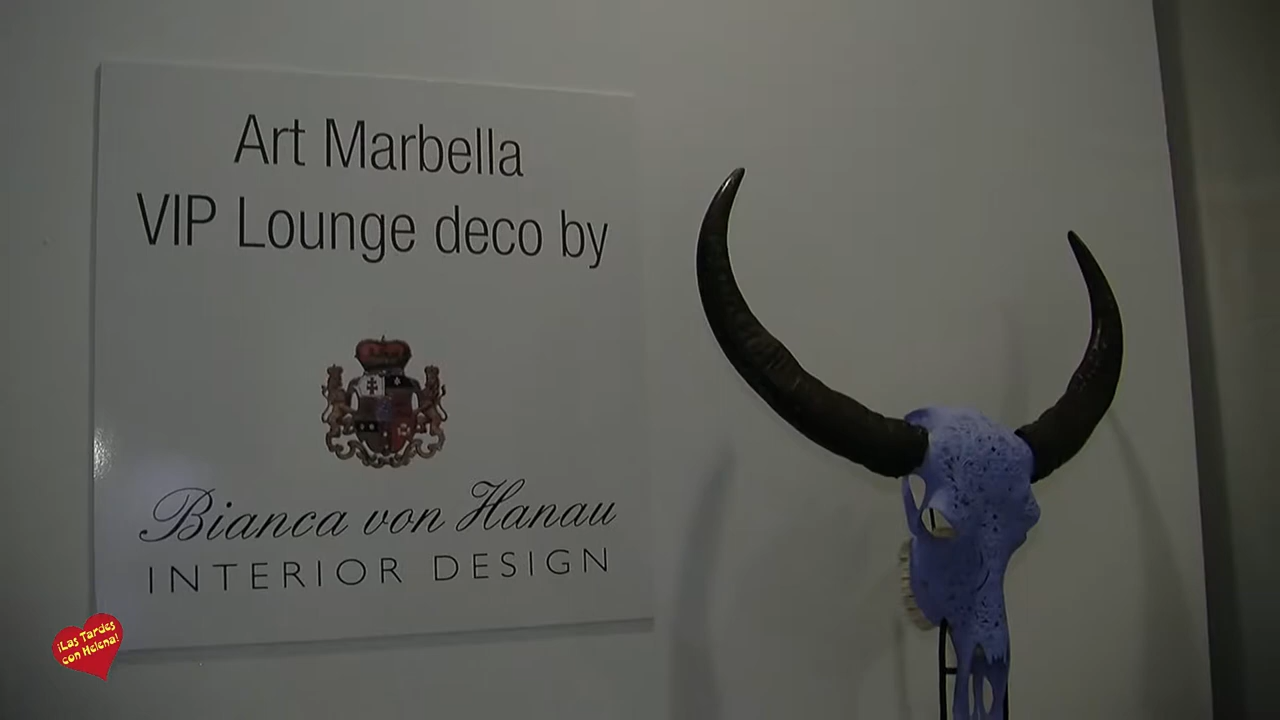 Art Marbella
VIP Lounge deco by
Bianca von Hanau
INTERIOR DESIGN
¡Las Tardes
con Helena!